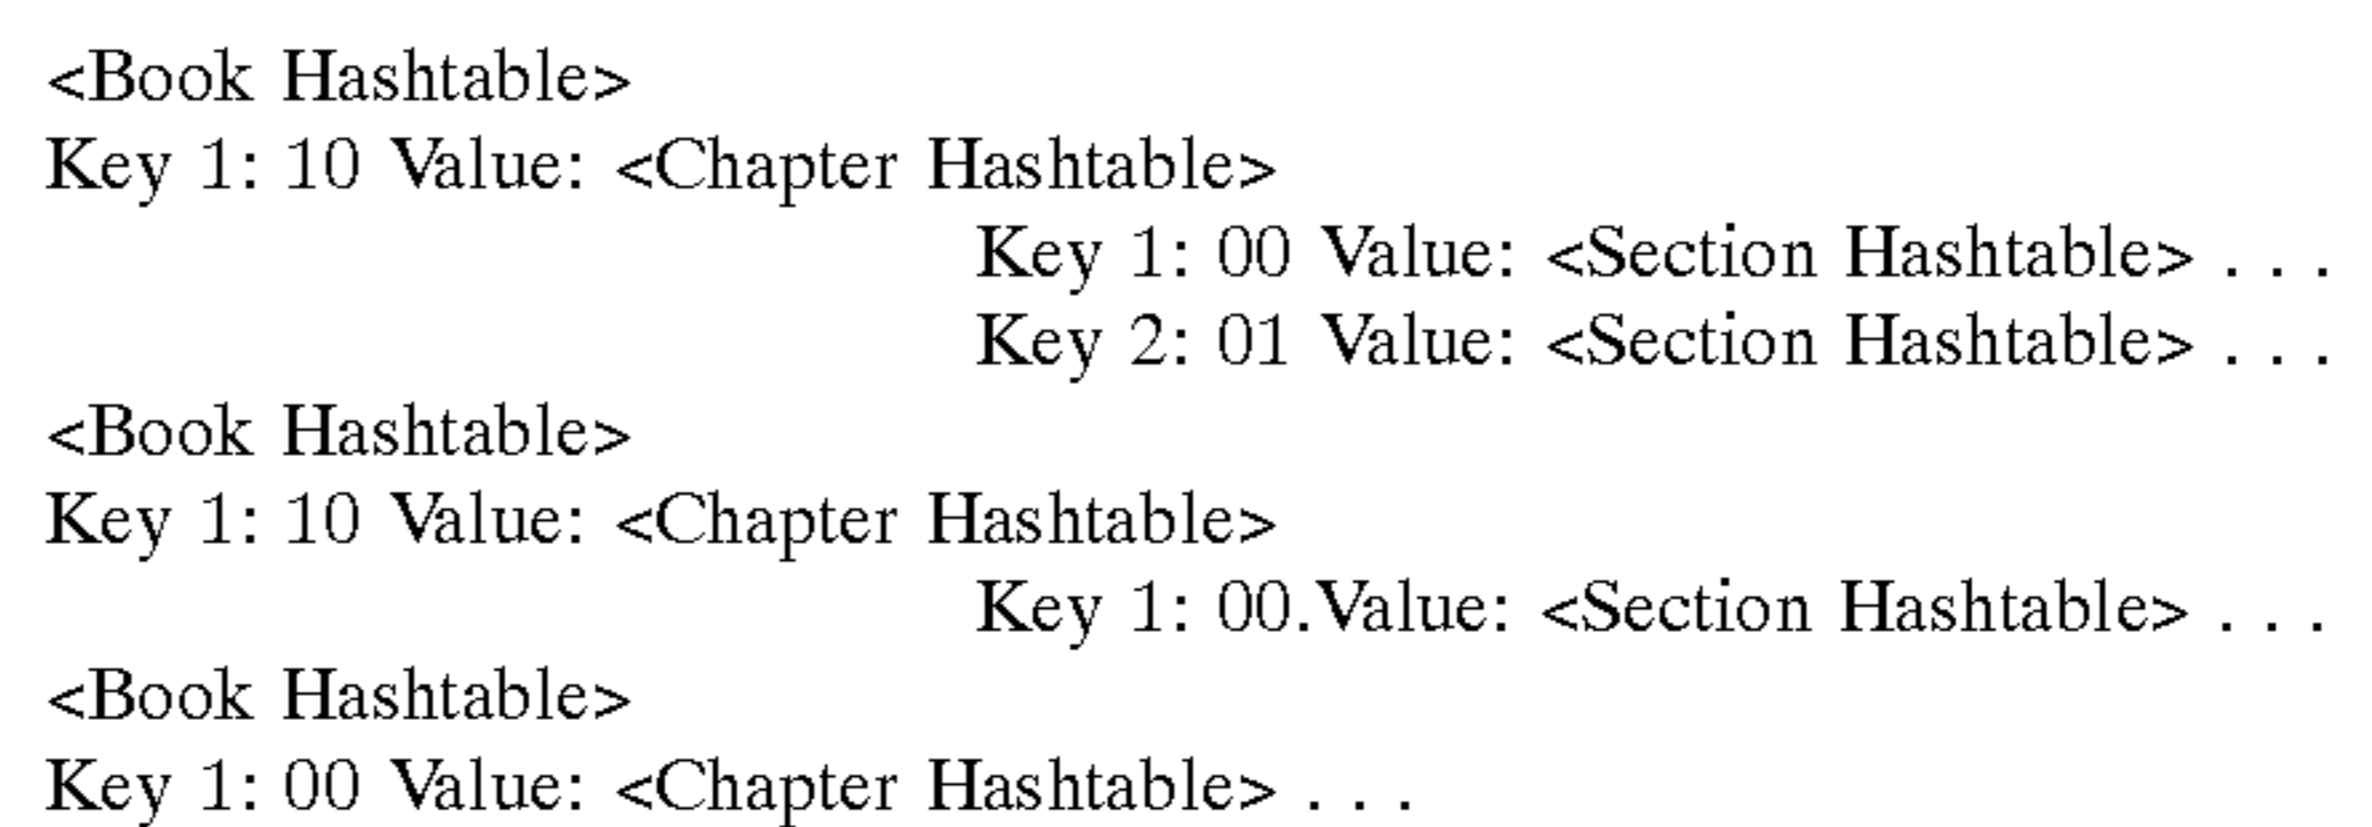 <Book Hashtable>
Key 1: 10 Value: <Chapter Hashtable>
Key 1: 00 Value: <Section Hashtable> . . .
Key 2: 01 Value: <Section Hashtable> . . .
<Book Hashtable>
Key 1: 10 Value: <Chapter Hashtable>
Key 1: 00.Value: <Section Hashtable> . . .
<Book Hashtable>
Key 1: 00 Value: <Chapter Hashtable> . . .